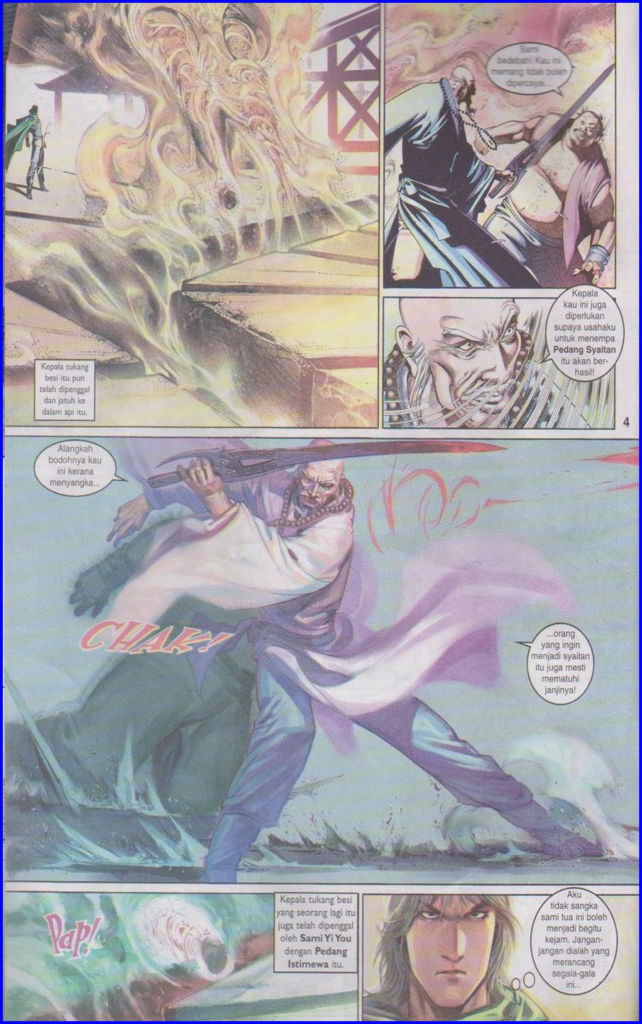 Kepala tukang
besi itu pun
telah dipenggal
dan jatuh ke
dalam api itu.
Sami
bedebah! Kau ini
memang tidak boleh
dipercayai...
Kepala
kau ini juga
diperlukan
supaya usahaku
untuk menempa
Pedang Syaitan
itu akan ber-
hasil!
4
Alangkah
bodohnya kau
ini kerana
menyangka...
CHAK!
...orang
yang ingin
menjadi syaitan
itu juga mesti
mematuhi
janjinya!
Pap!
Kepala tukang besi
yang seorang lagi itu
juga telah dipenggal
oleh Sami Yi You
dengan Pedang
Istimewa itu.
Aku
tidak sangka
sami tua ini boleh
menjadi begitu
kejam. Jangan-
jangan dialah yang
merancang
segala-gala
ini...